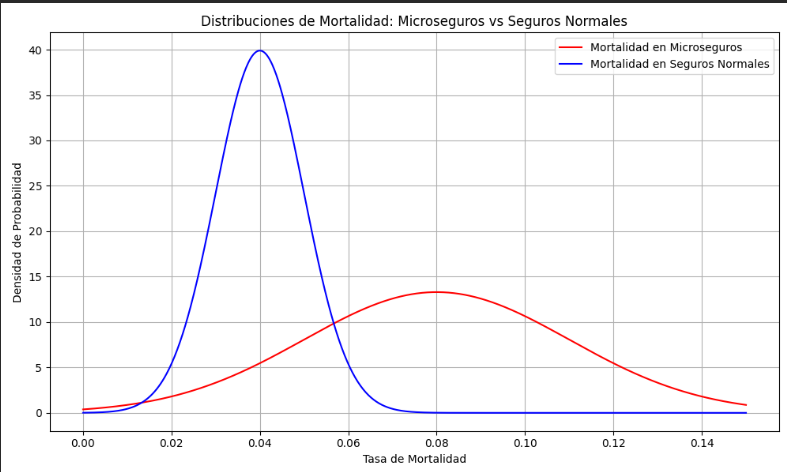 Distribuciones de Mortalidad: Microseguros vs Seguros Normales
Mortalidad en Microseguros
Mortalidad en Seguros Normales
Densidad de Probabilidad
40
35
30
25
20
15
10
5
0
0.00 0.02 0.04 0.06 0.08 0.10 0.12 0.14
Tasa de Mortalidad